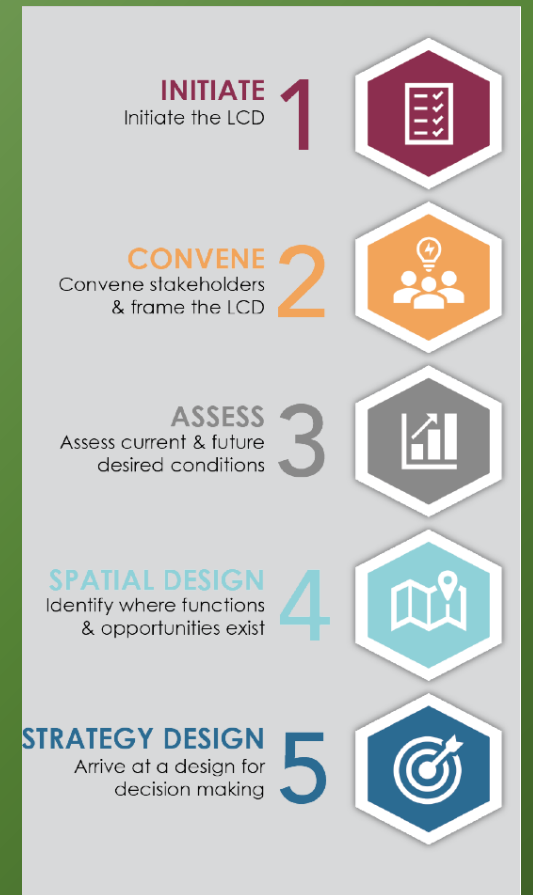 INITIATE
Initiate the LCD
1
CONVENE
Convene stakeholders
& frame the LCD
2
ASSESS
Assess current & future
desired conditions
3
SPATIAL DESIGN
Identify where functions
& opportunities exist
4
STRATEGY DESIGN
Arrive at a design for
decision making
5